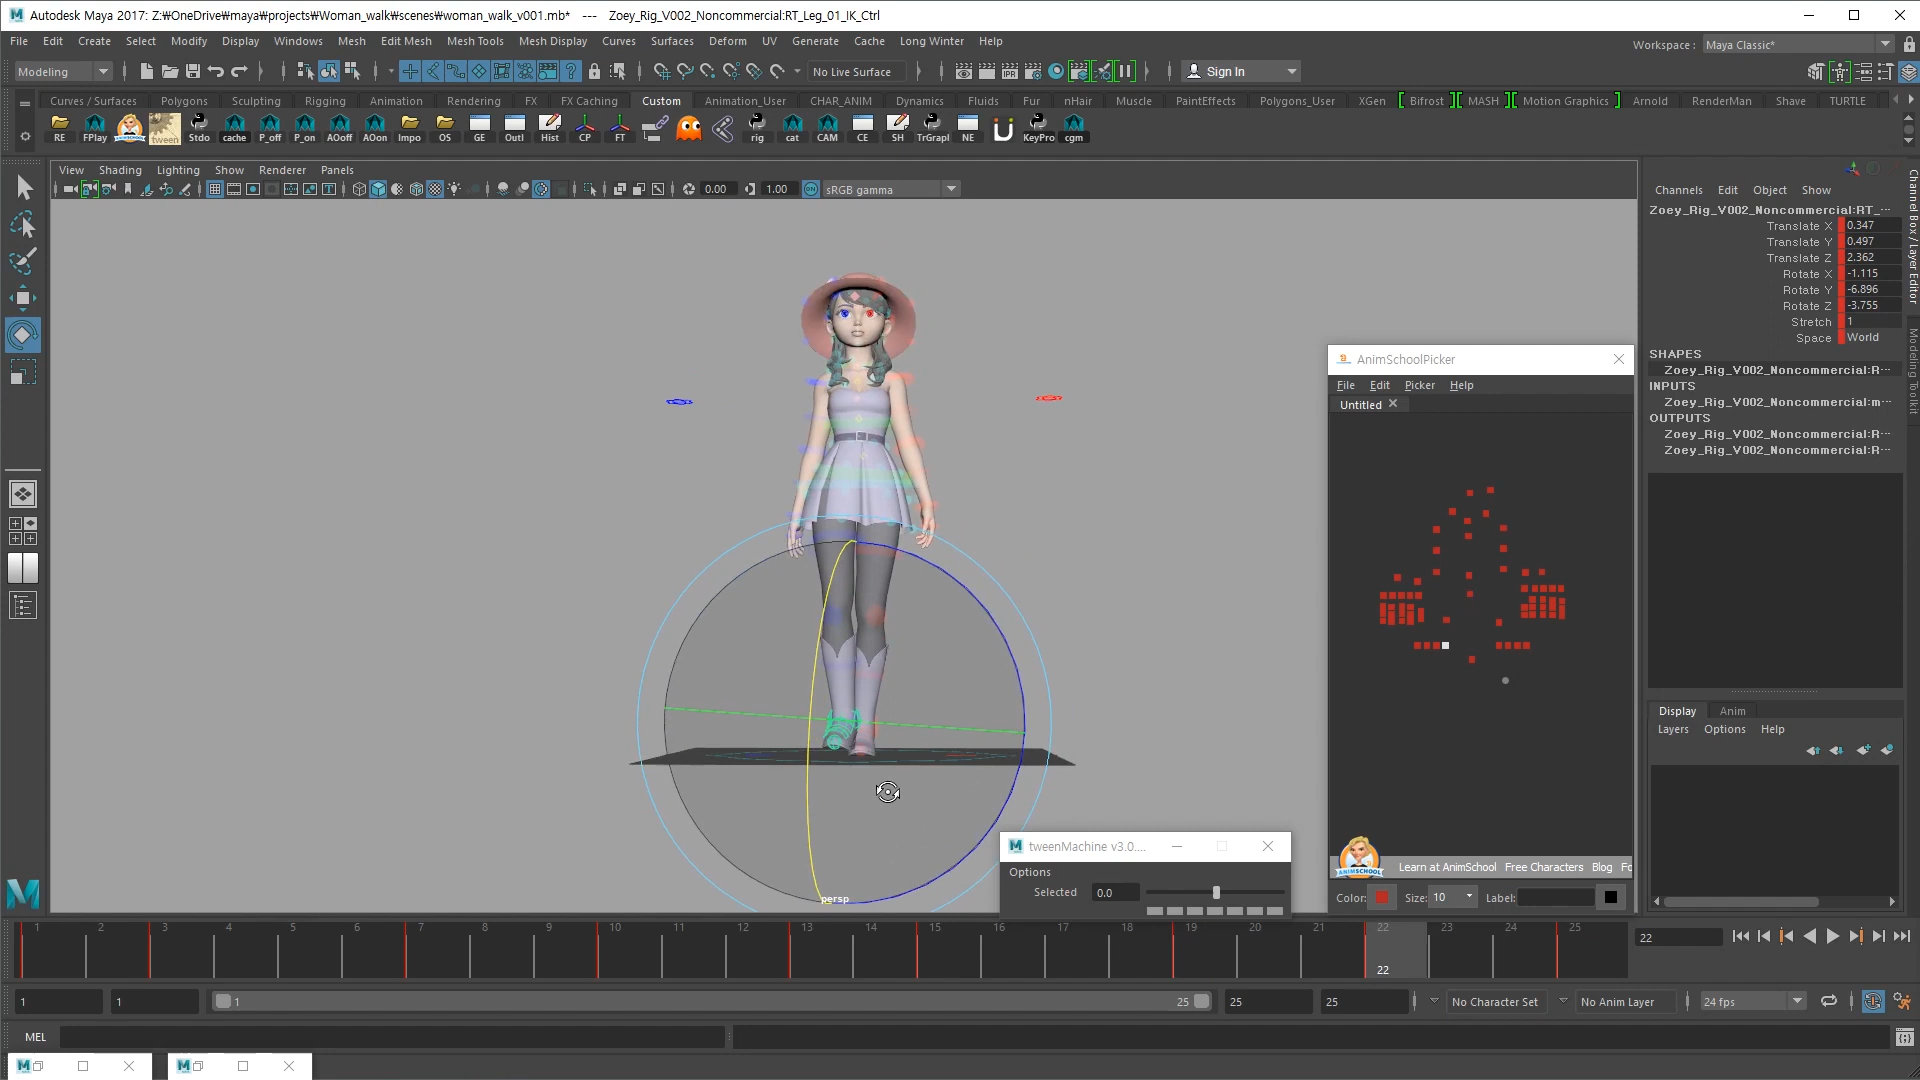 Autodesk Maya 2017: Z:₩OneDrive₩maya₩projects₩Woman_walk₩scenes₩woman_walk_v001.mb*   ---   Zoey_Rig_V002_Noncommercial:RT_Leg_01_IK_Ctrl
File Edit Create Select Modify Display Windows Mesh Edit Mesh Mesh Tools Mesh Display Curves Surfaces Deform UV Generate Cache Long Winter Help
Workspace : Maya Classic*
Modeling
No Live Surface
Sign In
Curves / Surfaces Polygons Sculpting Rigging Animation Rendering FX FX Caching Custom Animation_User CHAR_ANIM Dynamics Fluids Fur nHair Muscle PaintEffects Polygons_User XGen Bifrost MASH Motion Graphics Arnold RenderMan Shave TURTLE
RE FPlay tween Stdo cache P_off P_on AOoff AOon Impo OS GE Outl Hist CP FT rig cat CAM CE SH TrGrapl NE KeyPro cgm
View Shading Lighting Show Renderer Panels
0.00 1.00 sRGB gamma
Channels Edit Object Show
Zoey_Rig_V002_Noncommercial:RT_...
Translate X 0.347
Translate Y 0.497
Translate Z 2.362
Rotate X -1.115
Rotate Y -6.896
Rotate Z -3.755
Stretch 1
Space World
SHAPES
Zoey_Rig_V002_Noncommercial:R...
INPUTS
Zoey_Rig_V002_Noncommercial:m...
OUTPUTS
Zoey_Rig_V002_Noncommercial:R...
Zoey_Rig_V002_Noncommercial:R...
Channel Box / Layer Editor
Modeling Toolkit
AnimSchoolPicker
File Edit Picker Help
Untitled
ANIMSCHOOL
Learn at AnimSchool Free Characters Blog Fo
Color: Size: 10 Label:
Display Anim
Layers Options Help
tweenMachine v3.0....
Options
Selected 0.0
persp
1 2 3 4 5 6 7 8 9 10 11 12 13 14 15 16 17 18 19 20 21 22 23 24 25
22
22
1 1 1 25 25 25
No Character Set
No Anim Layer
24 fps
MEL